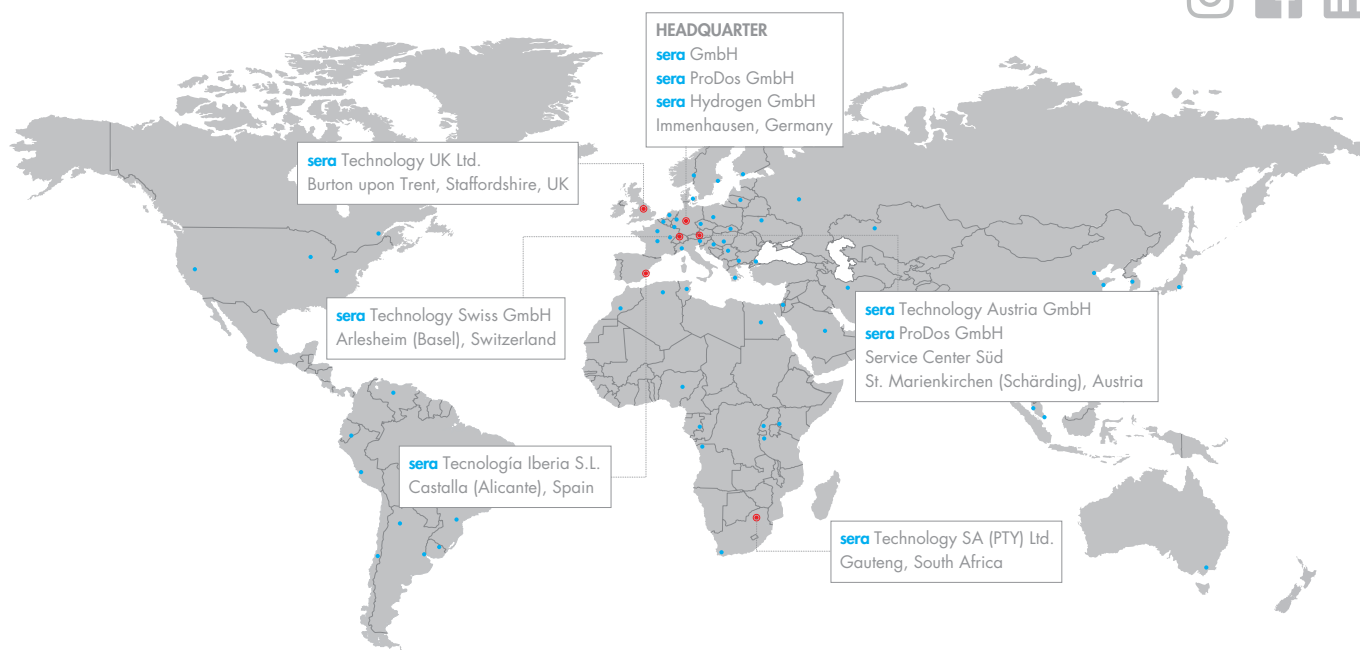 HEADQUARTER
sera GmbH
sera ProDos GmbH
sera Hydrogen GmbH
Immenhausen, Germany
sera Technology UK Ltd.
Burton upon Trent, Staffordshire, UK
sera Technology Swiss GmbH
Arlesheim (Basel), Switzerland
sera Technology Austria GmbH
sera ProDos GmbH
Service Center Süd
St. Marienkirchen (Schärding), Austria
sera Tecnología Iberia S.L.
Castalla (Alicante), Spain
sera Technology SA (PTY) Ltd.
Gauteng, South Africa